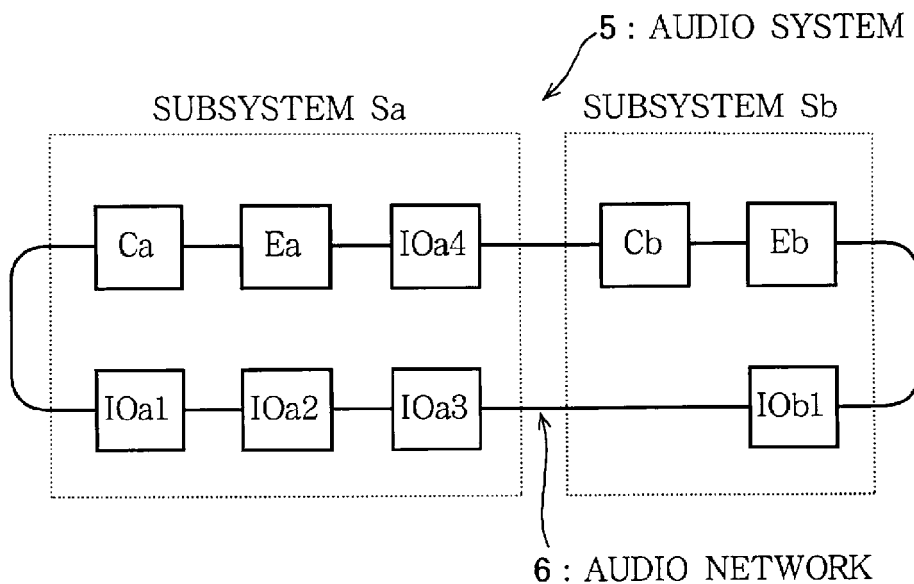 5 : AUDIO SYSTEM
SUBSYSTEM Sa
SUBSYSTEM Sb
Ca
Ea
IOa4
Cb
Eb
IOa1
IOa2
IOa3
IOb1
6 : AUDIO NETWORK